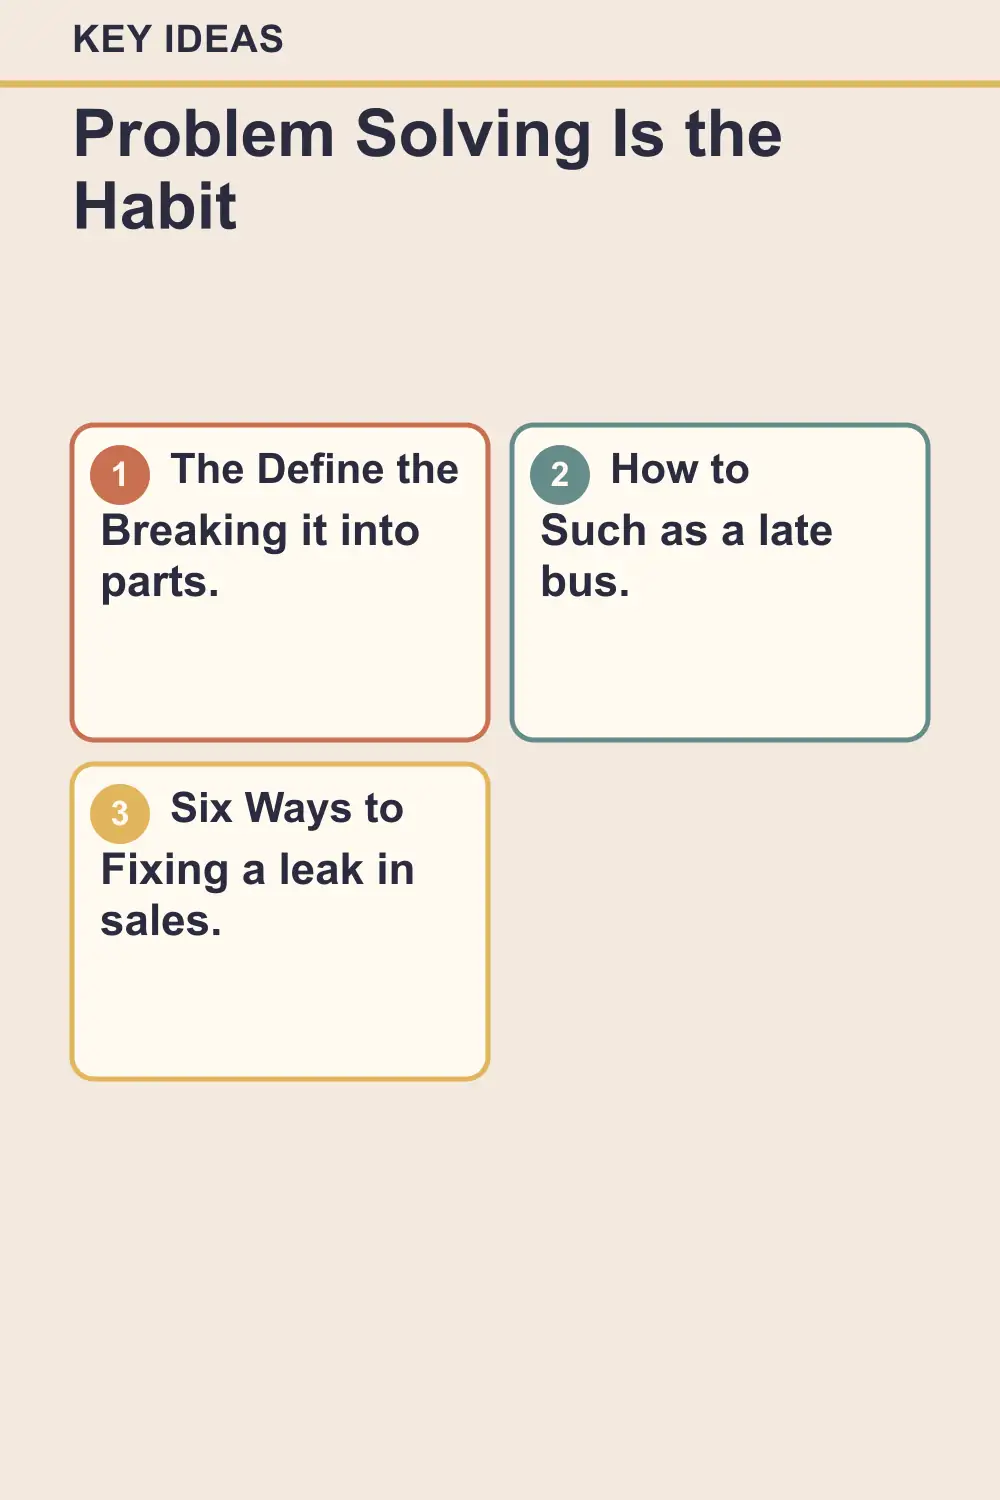 KEY IDEAS
Problem Solving Is the
Habit
1 The Define the
Breaking it into
parts.
2 How to
Such as a late
bus.
3 Six Ways to
Fixing a leak in
sales.